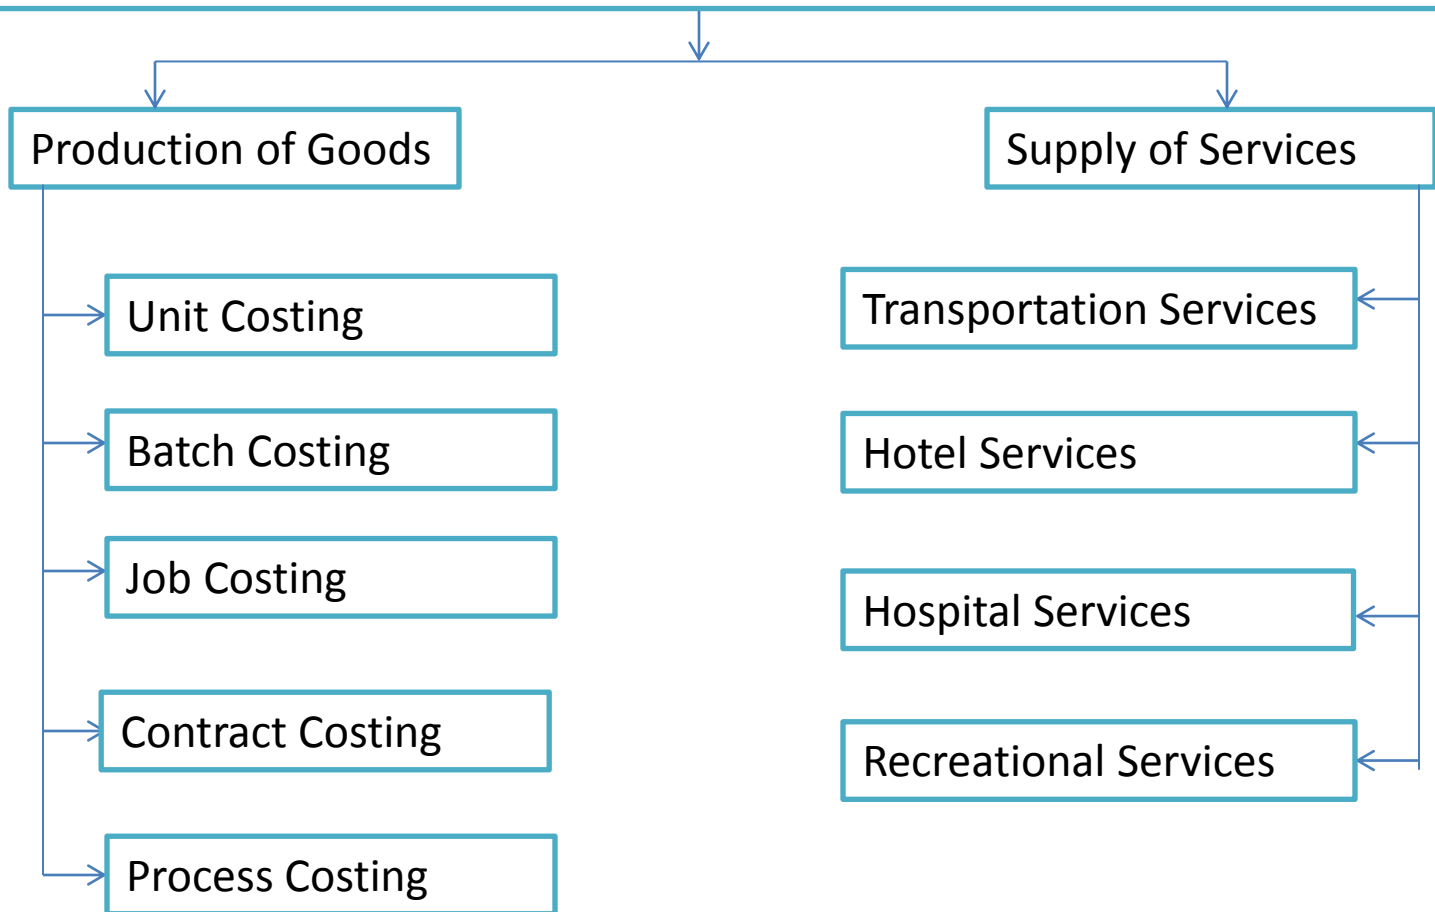 Production of Goods
Supply of Services
Unit Costing
Batch Costing
Job Costing
Contract Costing
Process Costing
Transportation Services
Hotel Services
Hospital Services
Recreational Services